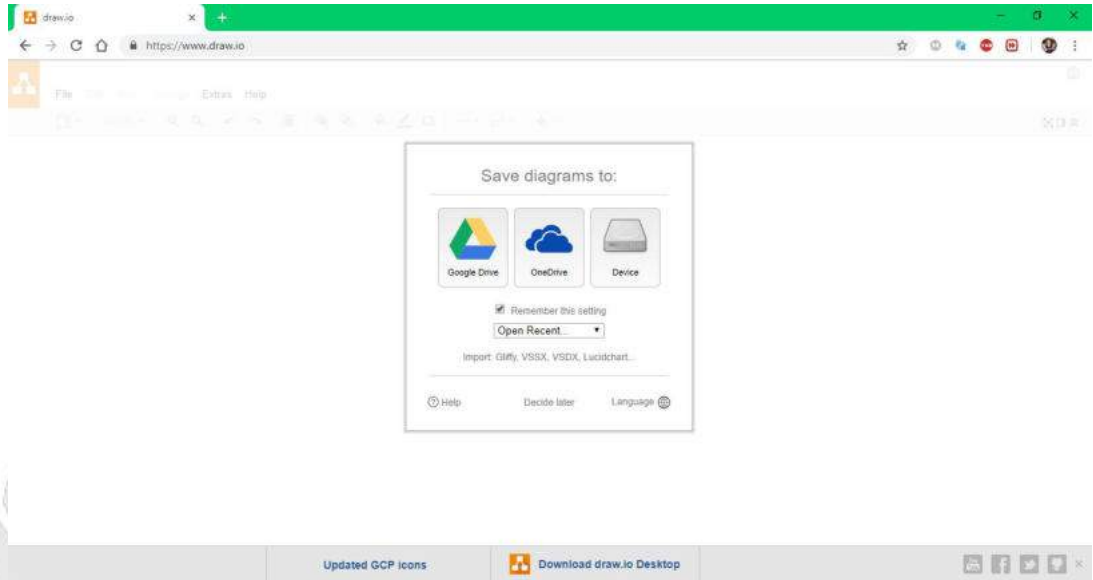 draw.io
https://www.draw.io
File Extras Help
Save diagrams to:
Google Drive OneDrive Device
Remember this setting
Open Recent...
Import: Gliffy, VSSX, VSDX, Lucidchart...
Help Decide later Language
Updated GCP icons Download draw.io Desktop